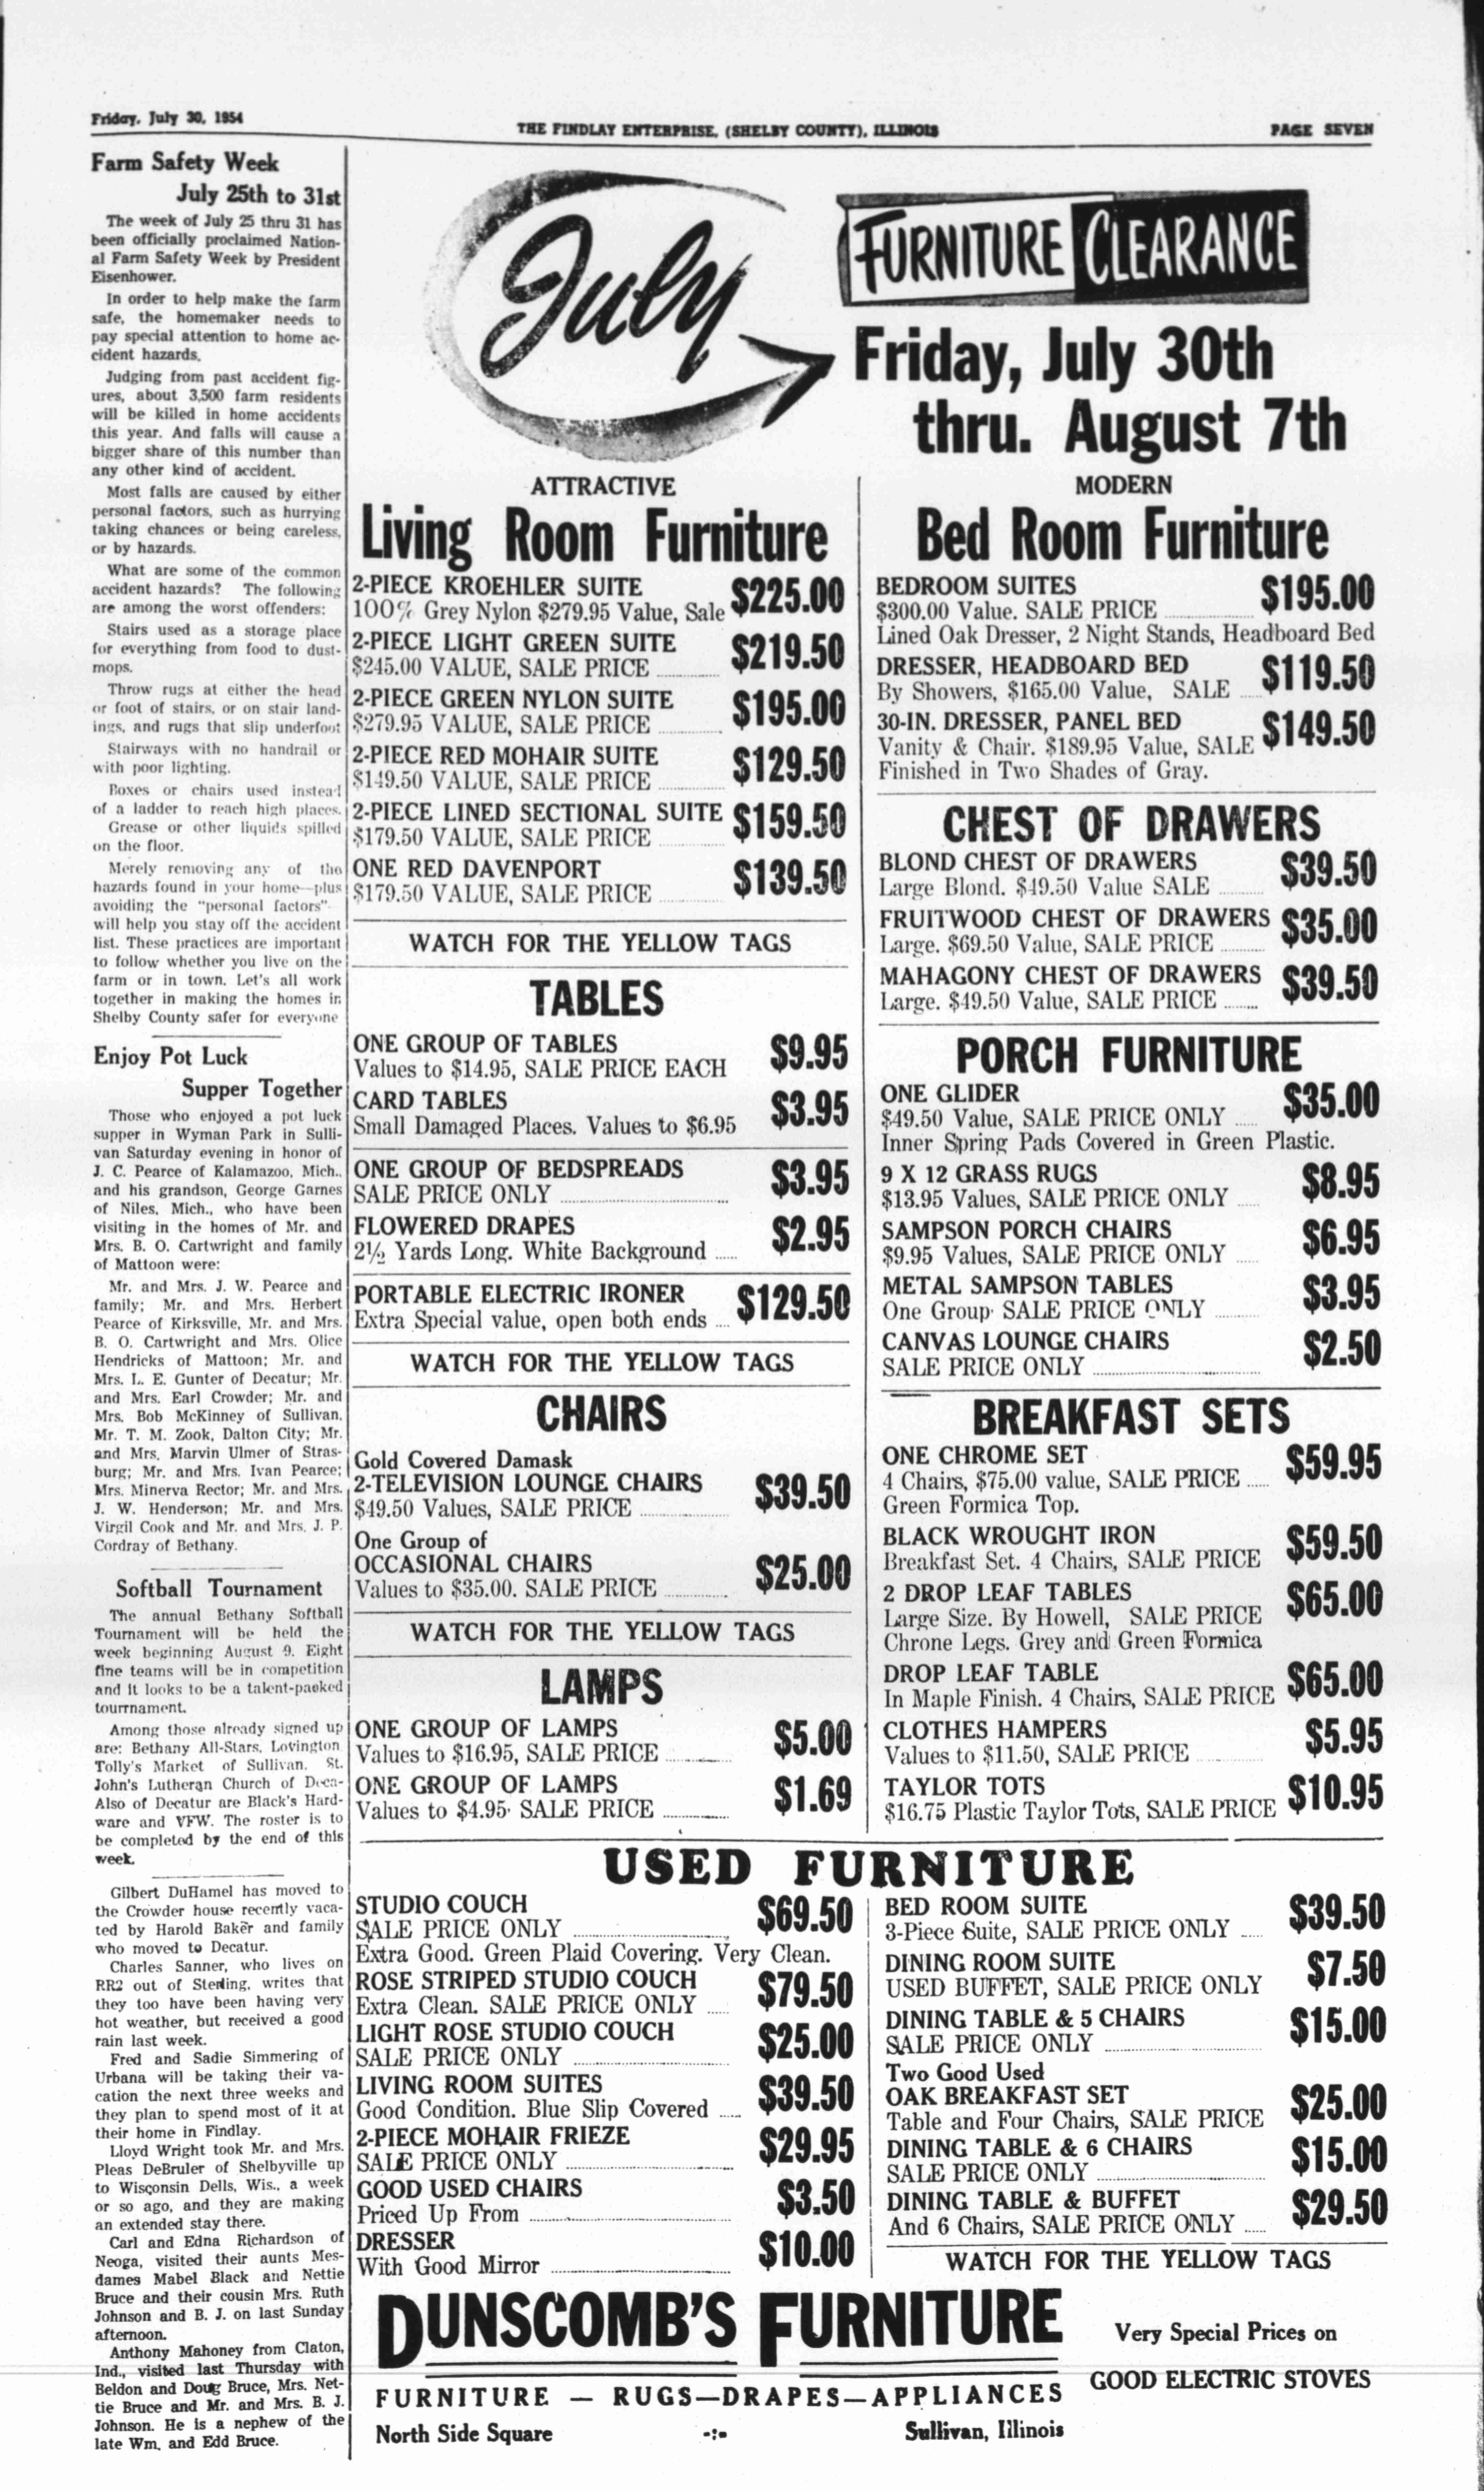 Friday, July 30, 1954
THE FINDLAY ENTERPRISE, (SHELBY COUNTY), ILLINOIS
PAGE SEVEN
Farm Safety Week
July 25th to 31st
The week of July 25 thru 31 has
been officially proclaimed Nation-
al Farm Safety Week by President
Eisenhower.
In order to help make the farm
safe, the homemaker needs to
pay special attention to home ac-
cident hazards.
Judging from past accident fig-
ures, about 3,500 farm residents
will be killed in home accidents
this year. And falls will cause a
bigger share of this number than
any other kind of accident.
Most falls are caused by either
personal factors, such as hurrying
taking chances or being careless,
or by hazards.
What are some of the common
accident hazards? The following
are among the worst offenders:
Stairs used as a storage place
for everything from food to dust-
mops.
Throw rugs at either the head
or foot of stairs, or on stair land-
ings, and rugs that slip underfoot
Stairways with no handrail or
with poor lighting.
Boxes or chairs used instead
of a ladder to reach high places.
Grease or other liquids spilled
on the floor.
Merely removing any of the
hazards found in your home—plus
avoiding the "personal factors"
will help you stay off the accident
list. These practices are important
to follow whether you live on the
farm or in town. Let's all work
together in making the homes in
Shelby County safer for everyone
Enjoy Pot Luck
Supper Together
Those who enjoyed a pot luck
supper in Wyman Park in Sulli-
van Saturday evening in honor of
J. C. Pearce of Kalamazoo, Mich.,
and his grandson, George Garnes
of Niles, Mich., who have been
visiting in the homes of Mr. and
Mrs. B. O. Cartwright and family
of Mattoon were:
Mr. and Mrs. J. W. Pearce and
family; Mr. and Mrs. Herbert
Pearce of Kirksville, Mr. and Mrs.
B. O. Cartwright and Mrs. Olice
Hendricks of Mattoon; Mr. and
Mrs. L. E. Gunter of Decatur; Mr.
and Mrs. Earl Crowder; Mr. and
Mrs. Bob McKinney of Sullivan,
Mr. T. M. Zook, Dalton City; Mr.
and Mrs. Marvin Ulmer of Stras-
burg; Mr. and Mrs. Ivan Pearce;
Mrs. Minerva Rector; Mr. and Mrs.
J. W. Henderson; Mr. and Mrs.
Virgil Cook and Mr. and Mrs. J. P.
Cordray of Bethany.
Softball Tournament
The annual Bethany Softball
Tournament will be held the
week beginning August 9. Eight
fine teams will be in competition
and it looks to be a talent-packed
tourrnament.
Among those already signed up
are: Bethany All-Stars, Lovington
Tolly's Market of Sullivan, St.
John's Lutheran Church of Deca-
Also of Decatur are Black's Hard-
ware and VFW. The roster is to
be completed by the end of this
week.
Gilbert DuHamel has moved to
the Crowder house recently vaca-
ted by Harold Baker and family
who moved to Decatur.
Charles Sanner, who lives on
RR2 out of Sterling, writes that
they too have been having very
hot weather, but received a good
rain last week.
Fred and Sadie Simmering of
Urbana will be taking their va-
cation the next three weeks and
they plan to spend most of it at
their home in Findlay.
Lloyd Wright took Mr. and Mrs.
Pleas DeBruler of Shelbyville up
to Wisconsin Dells, Wis., a week
or so ago, and they are making
an extended stay there.
Carl and Edna Richardson of
Neoga, visited their aunts Mes-
dames Mabel Black and Nettie
Bruce and their cousin Mrs. Ruth
Johnson and B. J. on last Sunday
afternoon.
Anthony Mahoney from Claton,
Ind., visited last Thursday with
Beldon and Doug Bruce, Mrs. Net-
tie Bruce and Mr. and Mrs. B. J.
Johnson. He is a nephew of the
late Wm. and Edd Bruce.
July
FURNITURE CLEARANCE
Friday, July 30th
thru. August 7th
ATTRACTIVE
Living Room Furniture
2-PIECE KROEHLER SUITE $225.00
100% Grey Nylon $279.95 Value, Sale
2-PIECE LIGHT GREEN SUITE $219.50
$245.00 VALUE, SALE PRICE
2-PIECE GREEN NYLON SUITE $195.00
$279.95 VALUE, SALE PRICE
2-PIECE RED MOHAIR SUITE $129.50
$149.50 VALUE, SALE PRICE
2-PIECE LINED SECTIONAL SUITE $159.50
$179.50 VALUE, SALE PRICE
ONE RED DAVENPORT $139.50
$179.50 VALUE, SALE PRICE
WATCH FOR THE YELLOW TAGS
TABLES
ONE GROUP OF TABLES $9.95
Values to $14.95, SALE PRICE EACH
CARD TABLES $3.95
Small Damaged Places. Values to $6.95
ONE GROUP OF BEDSPREADS $3.95
SALE PRICE ONLY
FLOWERED DRAPES $2.95
2½ Yards Long. White Background
PORTABLE ELECTRIC IRONER $129.50
Extra Special value, open both ends
WATCH FOR THE YELLOW TAGS
CHAIRS
Gold Covered Damask
2-TELEVISION LOUNGE CHAIRS $39.50
$49.50 Values, SALE PRICE
One Group of
OCCASIONAL CHAIRS $25.00
Values to $35.00. SALE PRICE
WATCH FOR THE YELLOW TAGS
LAMPS
ONE GROUP OF LAMPS $5.00
Values to $16.95, SALE PRICE
ONE GROUP OF LAMPS $1.69
Values to $4.95 SALE PRICE
MODERN
Bed Room Furniture
BEDROOM SUITES $195.00
$300.00 Value. SALE PRICE
Lined Oak Dresser, 2 Night Stands, Headboard Bed
DRESSER, HEADBOARD BED $119.50
By Showers, $165.00 Value, SALE
30-IN. DRESSER, PANEL BED $149.50
Vanity & Chair. $189.95 Value, SALE
Finished in Two Shades of Gray.
CHEST OF DRAWERS
BLOND CHEST OF DRAWERS $39.50
Large Blond. $49.50 Value SALE
FRUITWOOD CHEST OF DRAWERS $35.00
Large. $69.50 Value, SALE PRICE
MAHAGONY CHEST OF DRAWERS $39.50
Large. $49.50 Value, SALE PRICE
PORCH FURNITURE
ONE GLIDER $35.00
$49.50 Value, SALE PRICE ONLY
Inner Spring Pads Covered in Green Plastic.
9 X 12 GRASS RUGS $8.95
$13.95 Values, SALE PRICE ONLY
SAMPSON PORCH CHAIRS $6.95
$9.95 Values, SALE PRICE ONLY
METAL SAMPSON TABLES $3.95
One Group SALE PRICE ONLY
CANVAS LOUNGE CHAIRS $2.50
SALE PRICE ONLY
BREAKFAST SETS
ONE CHROME SET $59.95
4 Chairs, $75.00 value, SALE PRICE
Green Formica Top.
BLACK WROUGHT IRON $59.50
Breakfast Set. 4 Chairs, SALE PRICE
2 DROP LEAF TABLES $65.00
Large Size. By Howell, SALE PRICE
Chrone Legs. Grey and Green Formica
DROP LEAF TABLE $65.00
In Maple Finish. 4 Chairs, SALE PRICE
CLOTHES HAMPERS $5.95
Values to $11.50, SALE PRICE
TAYLOR TOTS $10.95
$16.75 Plastic Taylor Tots, SALE PRICE
USED FURNITURE
STUDIO COUCH $69.50
SALE PRICE ONLY
Extra Good. Green Plaid Covering. Very Clean.
ROSE STRIPED STUDIO COUCH $79.50
Extra Clean. SALE PRICE ONLY
LIGHT ROSE STUDIO COUCH $25.00
SALE PRICE ONLY
LIVING ROOM SUITES $39.50
Good Condition. Blue Slip Covered
2-PIECE MOHAIR FRIEZE $29.95
SALE PRICE ONLY
GOOD USED CHAIRS $3.50
Priced Up From
DRESSER $10.00
With Good Mirror
BED ROOM SUITE $39.50
3-Piece Suite, SALE PRICE ONLY
DINING ROOM SUITE $7.50
USED BUFFET, SALE PRICE ONLY
DINING TABLE & 5 CHAIRS $15.00
SALE PRICE ONLY
Two Good Used
OAK BREAKFAST SET $25.00
Table and Four Chairs, SALE PRICE
DINING TABLE & 6 CHAIRS $15.00
SALE PRICE ONLY
DINING TABLE & BUFFET $29.50
And 6 Chairs, SALE PRICE ONLY
WATCH FOR THE YELLOW TAGS
DUNSCOMB'S FURNITURE
FURNITURE — RUGS—DRAPES—APPLIANCES
North Side Square -:- Sullivan, Illinois
Very Special Prices on
GOOD ELECTRIC STOVES